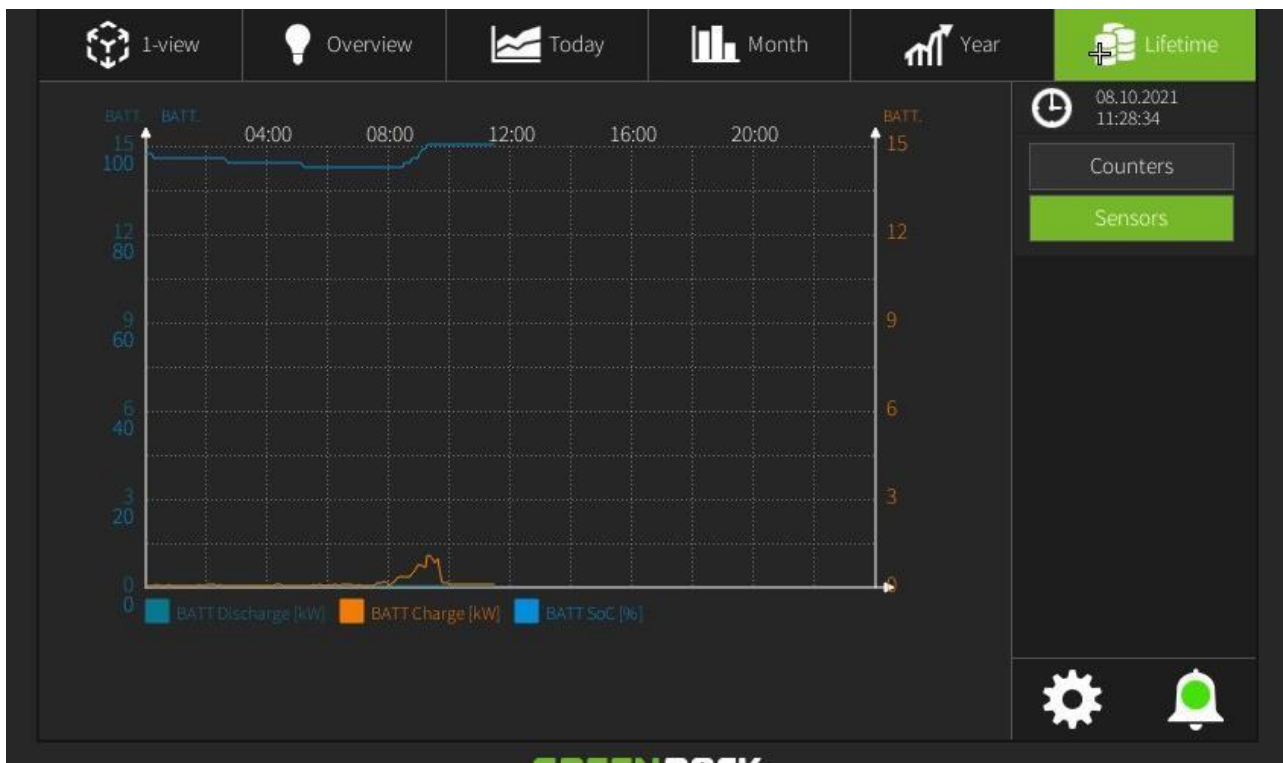 1-view
Overview
Today
Month
Year
Lifetime
08.10.2021
11:28:34
Counters
Sensors
BATT. BATT. BATT.
04:00 08:00 12:00 16:00 20:00
15 15
100
12 12
80
9 9
60
6 6
40
3 3
20
0 0
0
BATT Discharge [kW] BATT Charge [kW] BATT SoC [%]